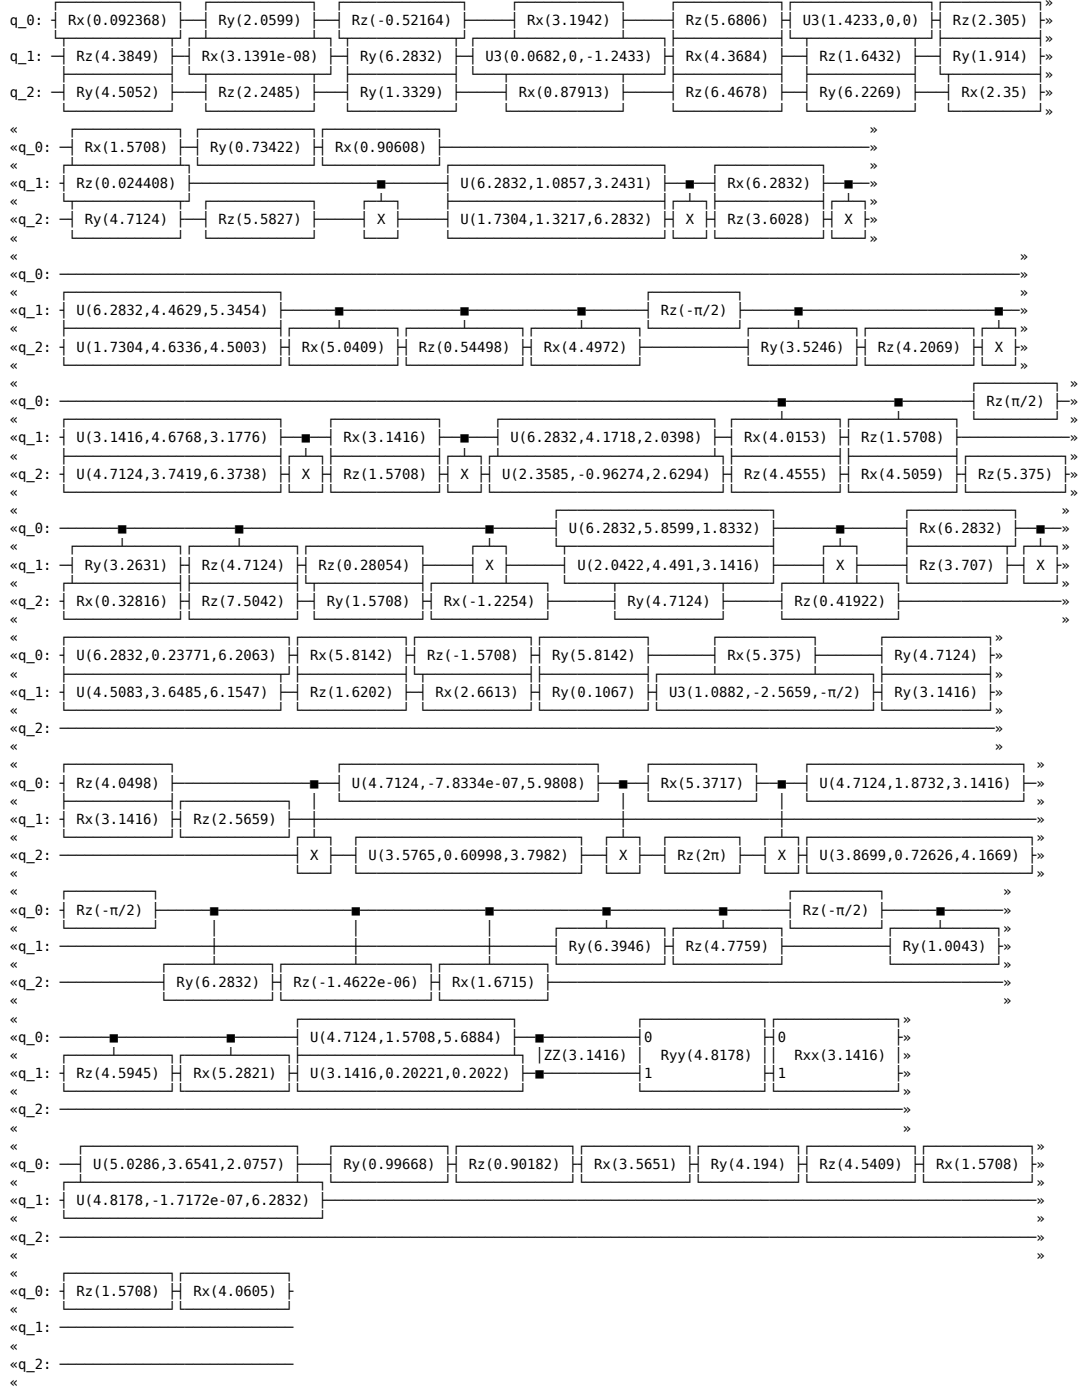 q_0: ┤ Rx(0.092368) ├┤ Ry(2.0599) ├┤ Rz(-0.52164) ├┤ Rx(3.1942) ├┤ Rz(5.6806) ├┤ U3(1.4233,0,0) ├┤ Rz(2.305) ├»
q_1: ┤ Rz(4.3849) ├┤ Rx(3.1391e-08) ├┤ Ry(6.2832) ├┤ U3(0.0682,0,-1.2433) ├┤ Rx(4.3684) ├┤ Rz(1.6432) ├┤ Ry(1.914) ├»
q_2: ┤ Ry(4.5052) ├┤ Rz(2.2485) ├┤ Ry(1.3329) ├┤ Rx(0.87913) ├┤ Rz(6.4678) ├┤ Ry(6.2269) ├┤ Rx(2.35) ├»
«q_0: ┤ Rx(1.5708) ├┤ Ry(0.73422) ├┤ Rx(0.90608) ├»
«q_1: ┤ Rz(0.024408) ├──■──┤ U(6.2832,1.0857,3.2431) ├──■──┤ Rx(6.2832) ├──■──»
«q_2: ┤ Ry(4.7124) ├┤ Rz(5.5827) ├┤ X ├┤ U(1.7304,1.3217,6.2832) ├┤ X ├┤ Rz(3.6028) ├┤ X ├»
«q_0: ──»
«q_1: ┤ U(6.2832,4.4629,5.3454) ├──■──■──■──┤ Rz(-π/2) ├──■──■──»
«q_2: ┤ U(1.7304,4.6336,4.5003) ├┤ Rx(5.0409) ├┤ Rz(0.54498) ├┤ Rx(4.4972) ├┤ Ry(3.5246) ├┤ Rz(4.2069) ├┤ X ├»
«q_0: ──■──■──┤ Rz(π/2) ├»
«q_1: ┤ U(3.1416,4.6768,3.1776) ├──■──┤ Rx(3.1416) ├──■──┤ U(6.2832,4.1718,2.0398) ├┤ Rx(4.0153) ├┤ Rz(1.5708) ├»
«q_2: ┤ U(4.7124,3.7419,6.3738) ├┤ X ├┤ Rz(1.5708) ├┤ X ├┤ U(2.3585,-0.96274,2.6294) ├┤ Rz(4.4555) ├┤ Rx(4.5059) ├┤ Rz(5.375) ├»
«q_0: ──■──■──■──┤ U(6.2832,5.8599,1.8332) ├──■──┤ Rx(6.2832) ├──■──»
«q_1: ┤ Ry(3.2631) ├┤ Rz(4.7124) ├┤ Rz(0.28054) ├┤ X ├┤ U(2.0422,4.491,3.1416) ├┤ X ├┤ Rz(3.707) ├┤ X ├»
«q_2: ┤ Rx(0.32816) ├┤ Rz(7.5042) ├┤ Ry(1.5708) ├┤ Rx(-1.2254) ├┤ Ry(4.7124) ├┤ Rz(0.41922) ├»
«q_0: ┤ U(6.2832,0.23771,6.2063) ├┤ Rx(5.8142) ├┤ Rz(-1.5708) ├┤ Ry(5.8142) ├┤ Rx(5.375) ├┤ Ry(4.7124) ├»
«q_1: ┤ U(4.5083,3.6485,6.1547) ├┤ Rz(1.6202) ├┤ Rx(2.6613) ├┤ Ry(0.1067) ├┤ U3(1.0882,-2.5659,-π/2) ├┤ Ry(3.1416) ├»
«q_2: ──»
«q_0: ┤ Rz(4.0498) ├──■──┤ U(4.7124,-7.8334e-07,5.9808) ├──■──┤ Rx(5.3717) ├──■──┤ U(4.7124,1.8732,3.1416) ├»
«q_1: ┤ Rx(3.1416) ├┤ Rz(2.5659) ├──┼──┼──┼──»
«q_2: ──┤ X ├┤ U(3.5765,0.60998,3.7982) ├┤ X ├┤ Rz(2π) ├┤ X ├┤ U(3.8699,0.72626,4.1669) ├»
«q_0: ┤ Rz(-π/2) ├──■──■──■──■──■──┤ Rz(-π/2) ├──■──»
«q_1: ──┼──┼──┼──┤ Ry(6.3946) ├┤ Rz(4.7759) ├┤ Ry(1.0043) ├»
«q_2: ──┤ Ry(6.2832) ├┤ Rz(-1.4622e-06) ├┤ Rx(1.6715) ├──»
«q_0: ──■──■──┤ U(4.7124,1.5708,5.6884) ├──■──┤0 ├┤0 ├»
│ZZ(3.1416) │ Ryy(4.8178) ││ Rxx(3.1416) │»
«q_1: ┤ Rz(4.5945) ├┤ Rx(5.2821) ├┤ U(3.1416,0.20221,0.2022) ├──■──┤1 ├┤1 ├»
«q_2: ──»
«q_0: ┤ U(5.0286,3.6541,2.0757) ├┤ Ry(0.99668) ├┤ Rz(0.90182) ├┤ Rx(3.5651) ├┤ Ry(4.194) ├┤ Rz(4.5409) ├┤ Rx(1.5708) ├»
«q_1: ┤ U(4.8178,-1.7172e-07,6.2832) ├──»
«q_2: ──»
«q_0: ┤ Rz(1.5708) ├┤ Rx(4.0605) ├
«q_1: ──
«q_2: ──